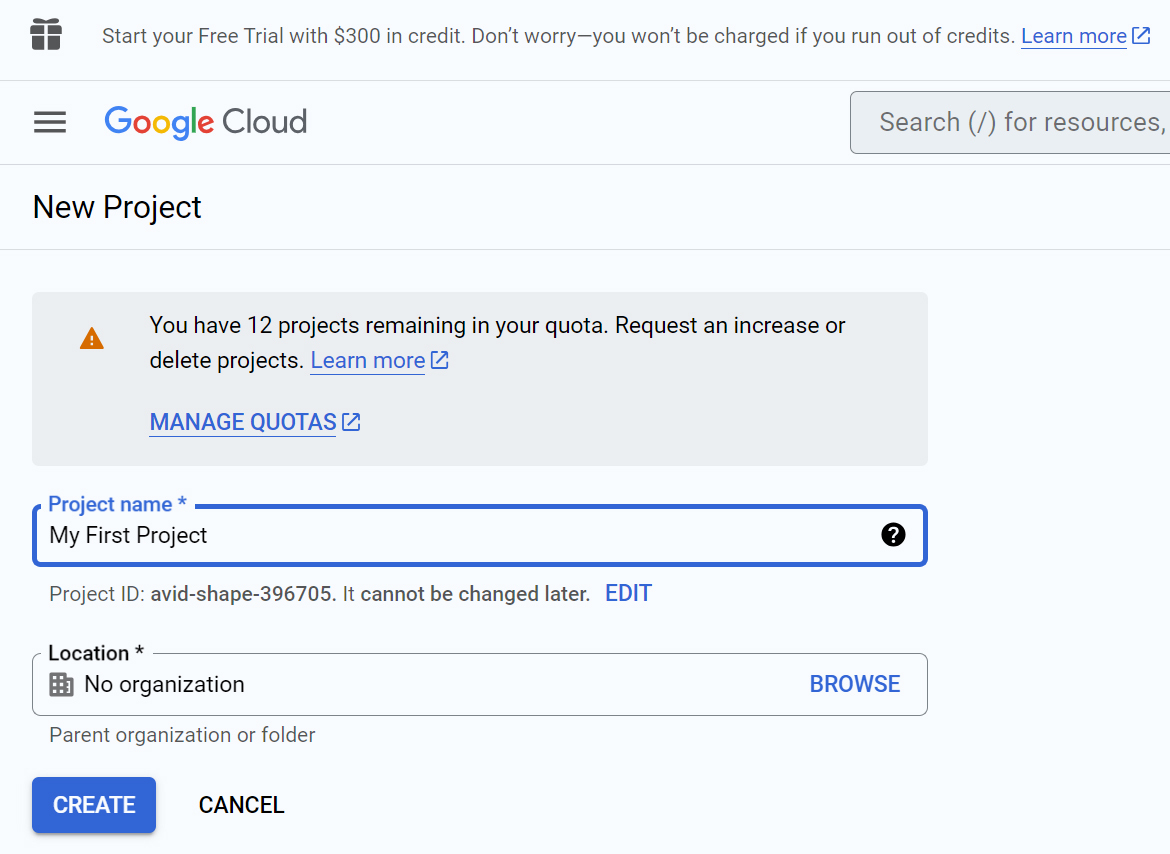 Start your Free Trial with $300 in credit. Don’t worry—you won’t be charged if you run out of credits. Learn more
Google Cloud
Search (/) for resources,
New Project
You have 12 projects remaining in your quota. Request an increase or
delete projects. Learn more
MANAGE QUOTAS
Project name *
My First Project
Project ID: avid-shape-396705. It cannot be changed later. EDIT
Location *
No organization BROWSE
Parent organization or folder
CREATE CANCEL